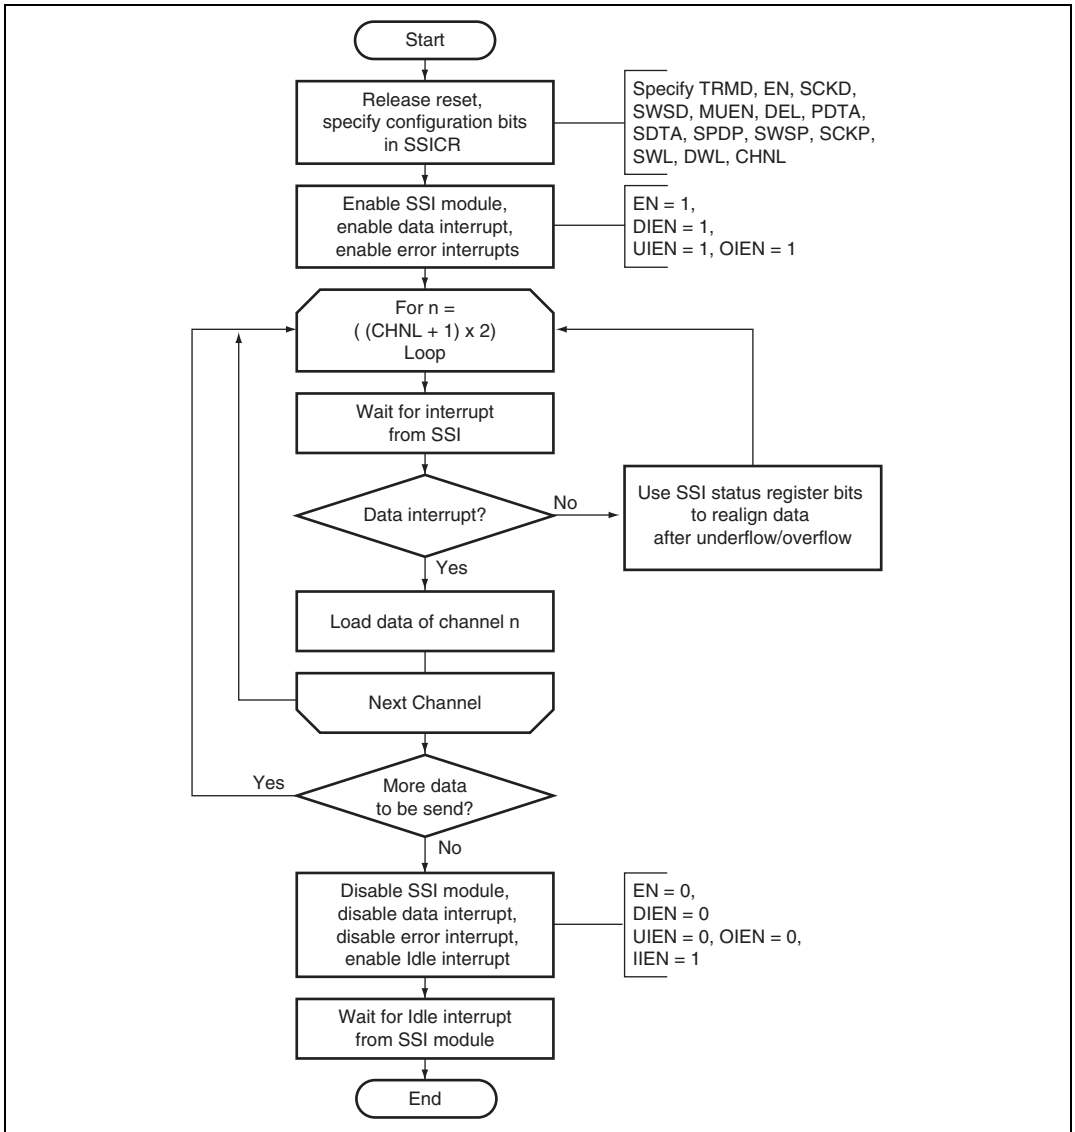 Start
Release reset,
specify configuration bits
in SSICR
Specify TRMD, EN, SCKD,
SWSD, MUEN, DEL, PDTA,
SDTA, SPDP, SWSP, SCKP,
SWL, DWL, CHNL
Enable SSI module,
enable data interrupt,
enable error interrupts
EN = 1,
DIEN = 1,
UIEN = 1, OIEN = 1
For n =
( (CHNL + 1) x 2)
Loop
Wait for interrupt
from SSI
Data interrupt?
No
Use SSI status register bits
to realign data
after underflow/overflow
Yes
Load data of channel n
Next Channel
Yes
More data
to be send?
No
Disable SSI module,
disable data interrupt,
disable error interrupt,
enable Idle interrupt
EN = 0,
DIEN = 0
UIEN = 0, OIEN = 0,
IIEN = 1
Wait for Idle interrupt
from SSI module
End